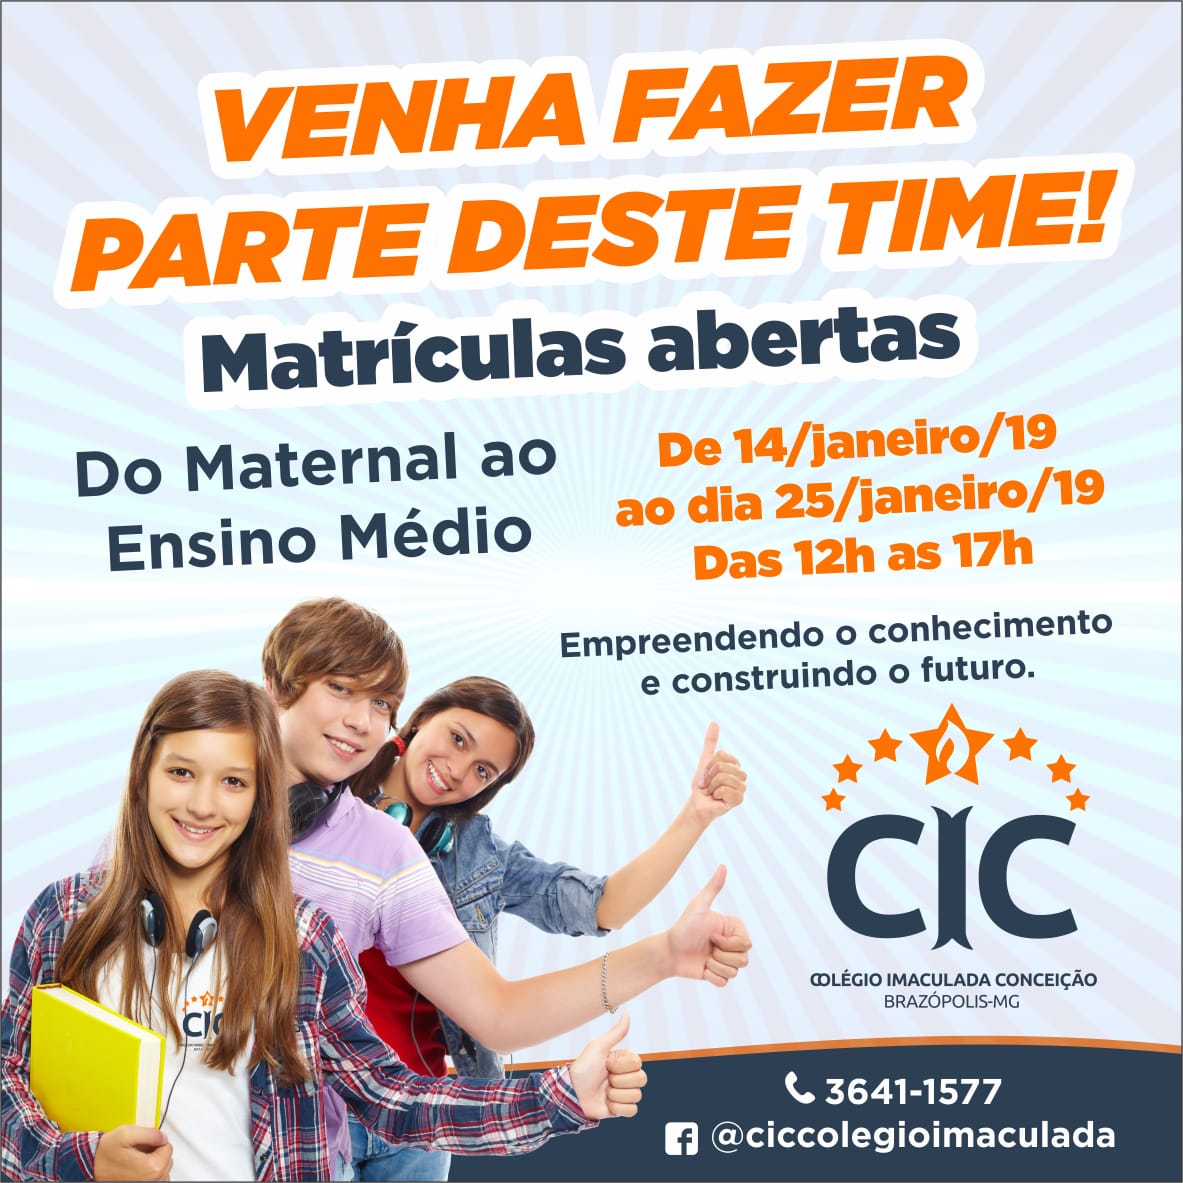 VENHA FAZER
PARTE DESTE TIME!
Matrículas abertas
Do Maternal ao
Ensino Médio
De 14/janeiro/19
ao dia 25/janeiro/19
Das 12h as 17h
Empreendendo o conhecimento
e construindo o futuro.
CIC
COLÉGIO IMACULADA CONCEIÇÃO
BRAZÓPOLIS-MG
CIC
3641-1577
@ciccolegioimaculada